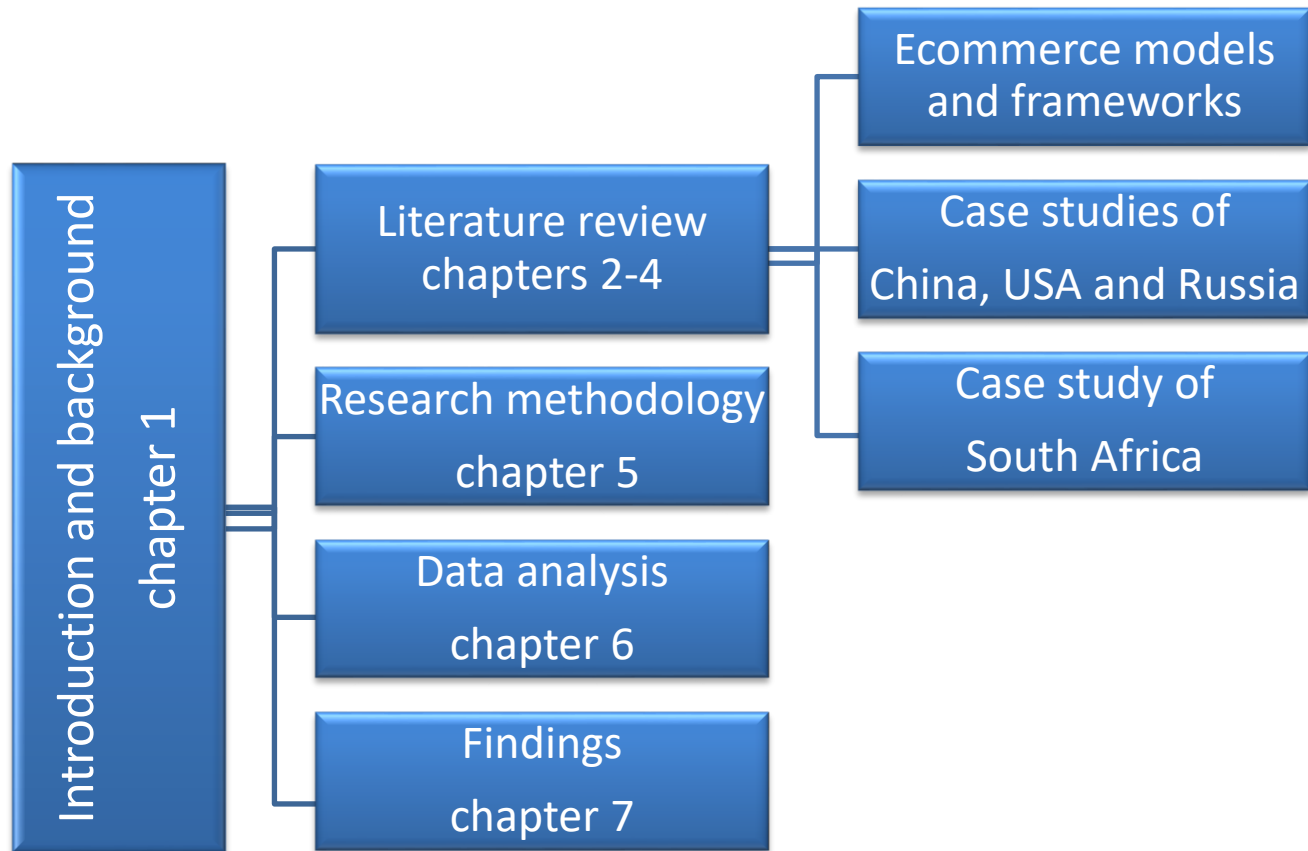 Introduction and background
chapter 1
Literature review
chapters 2-4
Research methodology
chapter 5
Data analysis
chapter 6
Findings
chapter 7
Ecommerce models
and frameworks
Case studies of
China, USA and Russia
Case study of
South Africa